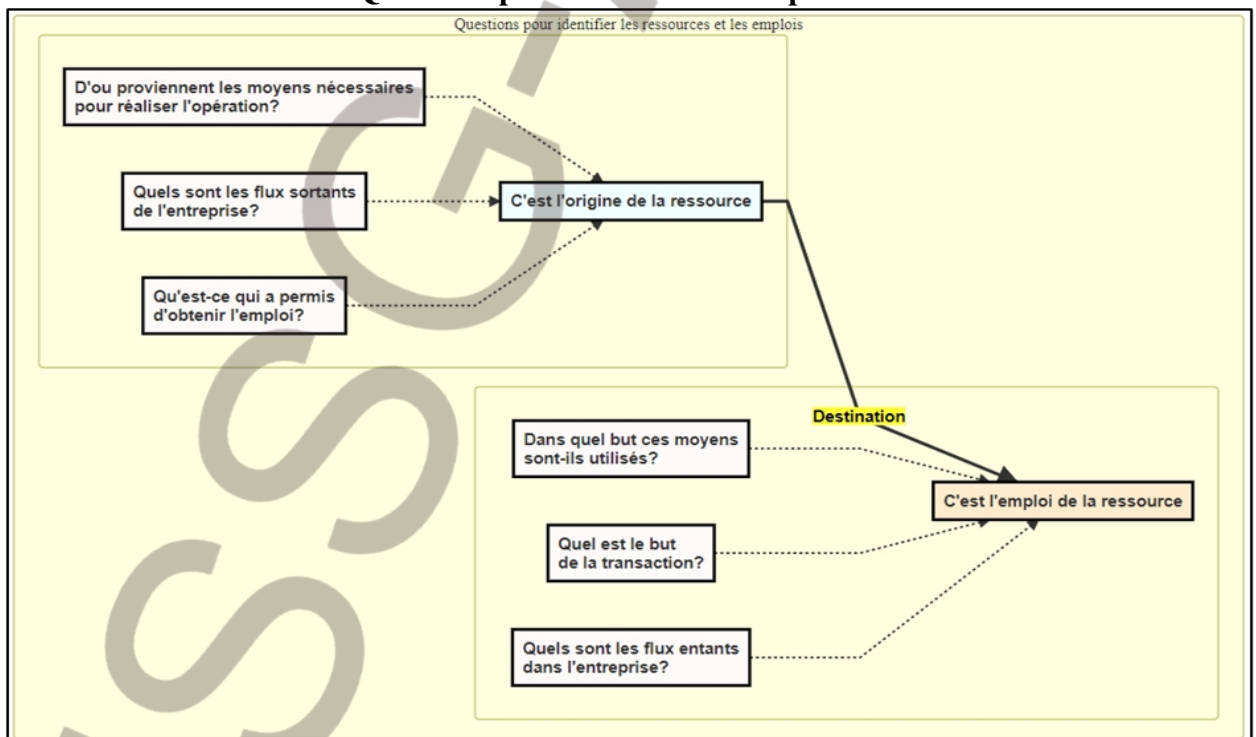 Questions pour identifier les ressources et les emplois
D'ou proviennent les moyens nécessaires
pour réaliser l'opération?
Quels sont les flux sortants
de l'entreprise?
C'est l'origine de la ressource
Qu'est-ce qui a permis
d'obtenir l'emploi?
Destination
Dans quel but ces moyens
sont-ils utilisés?
C'est l'emploi de la ressource
Quel est le but
de la transaction?
Quels sont les flux entants
dans l'entreprise?